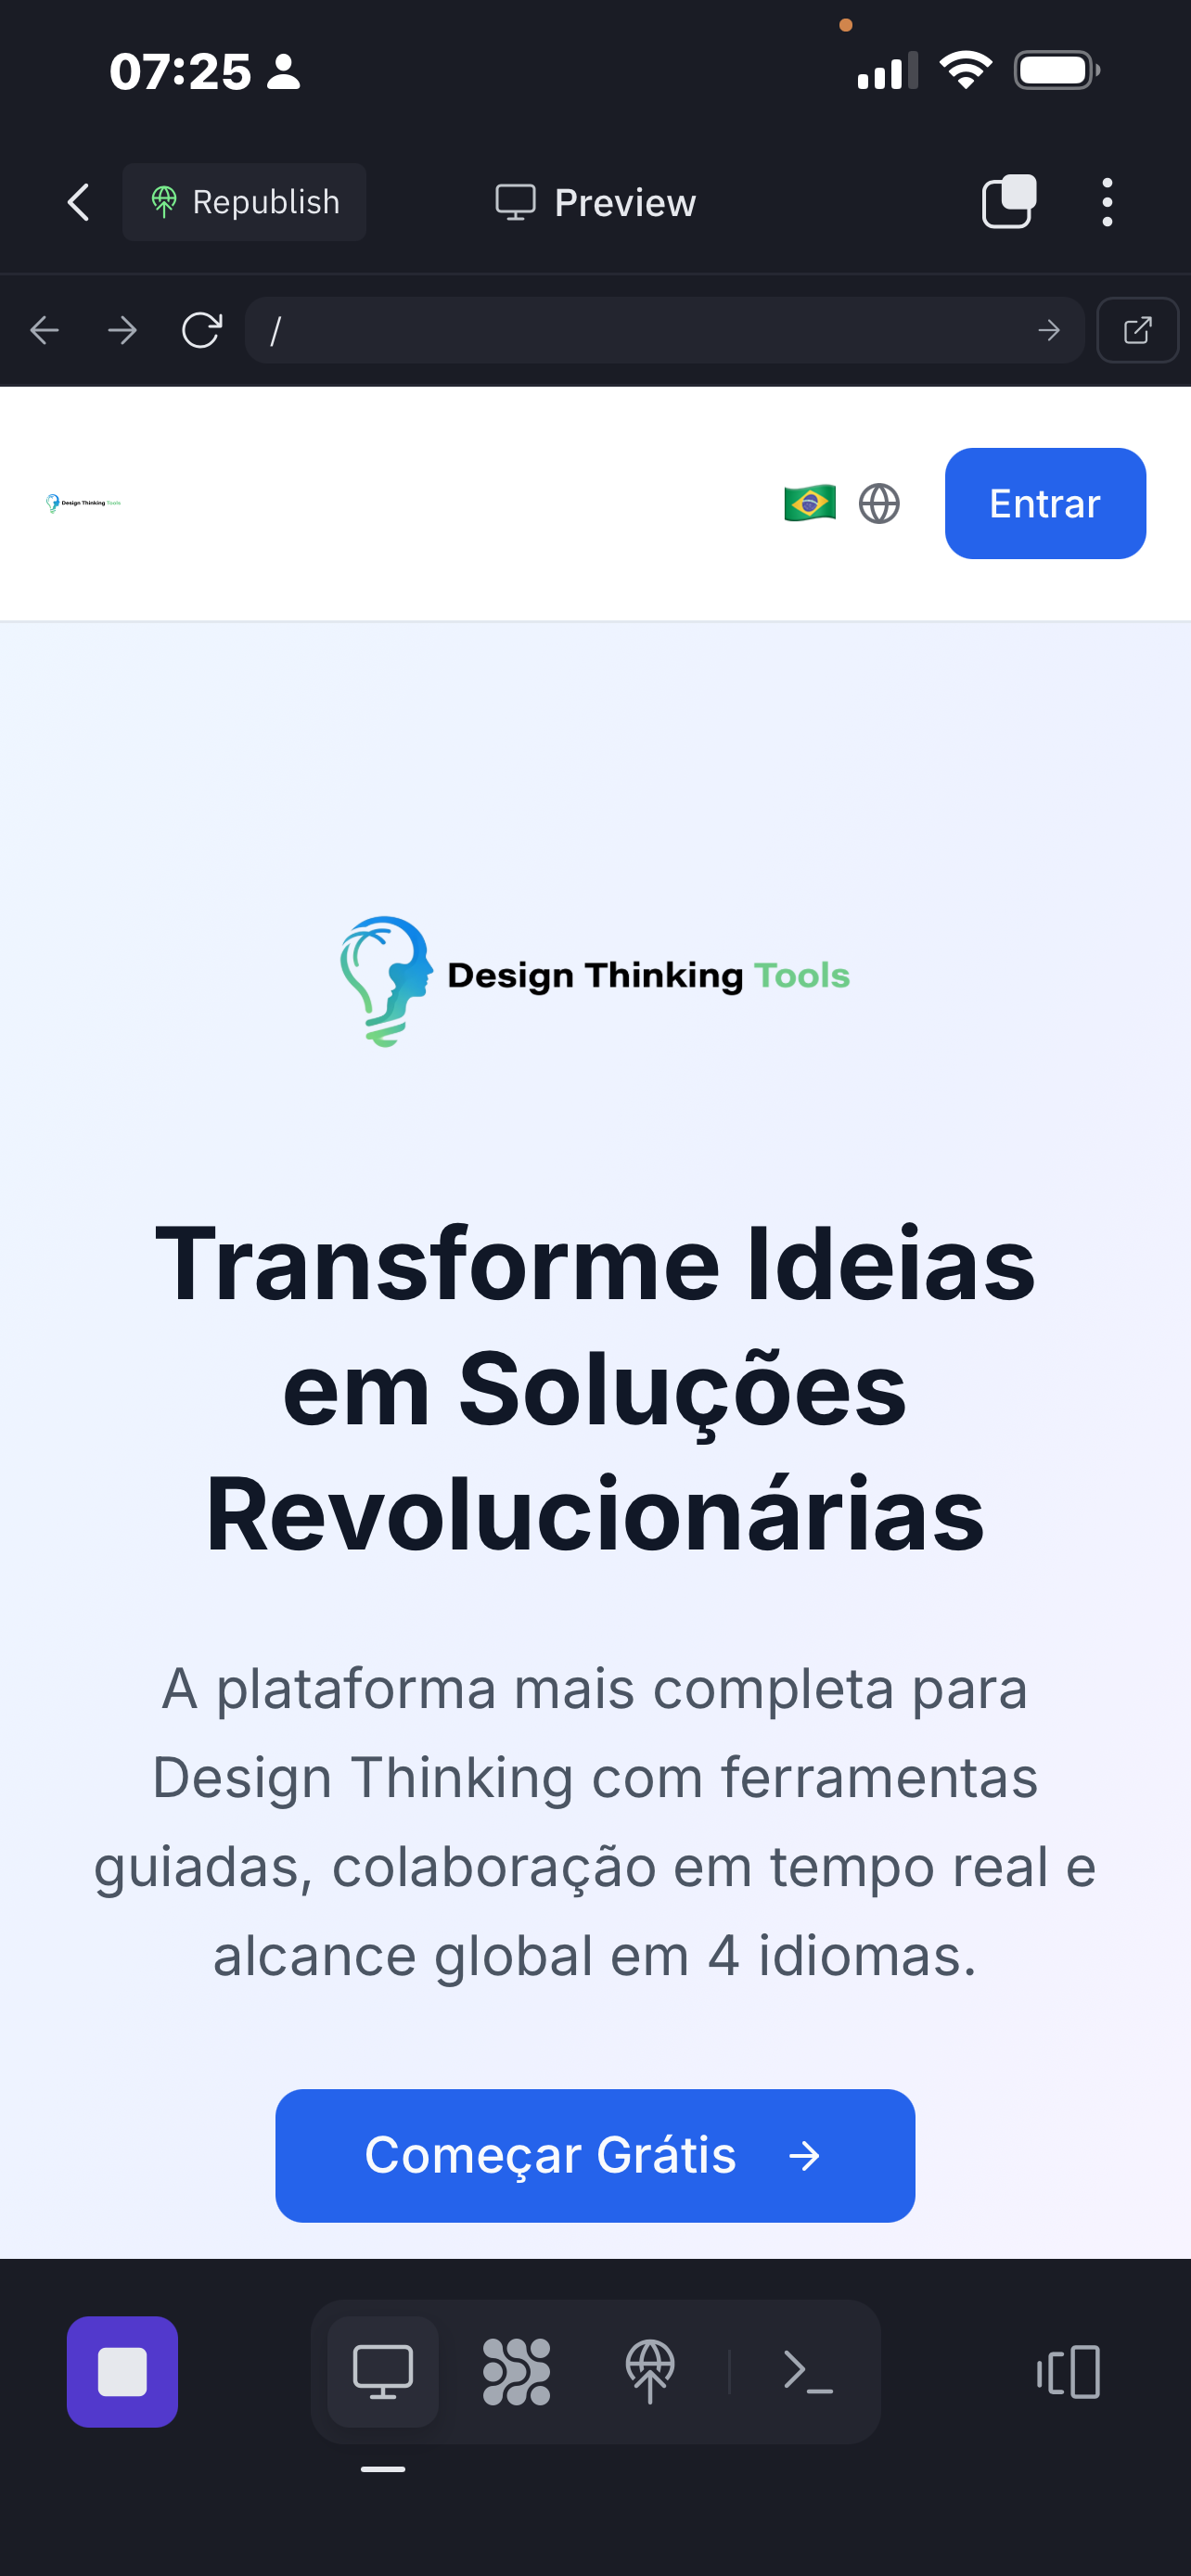 07:25
Republish
Preview
/
Design Thinking Tools
Entrar
Design Thinking Tools
Transforme Ideias
em Soluções
Revolucionárias
A plataforma mais completa para
Design Thinking com ferramentas
guiadas, colaboração em tempo real e
alcance global em 4 idiomas.
Começar Grátis